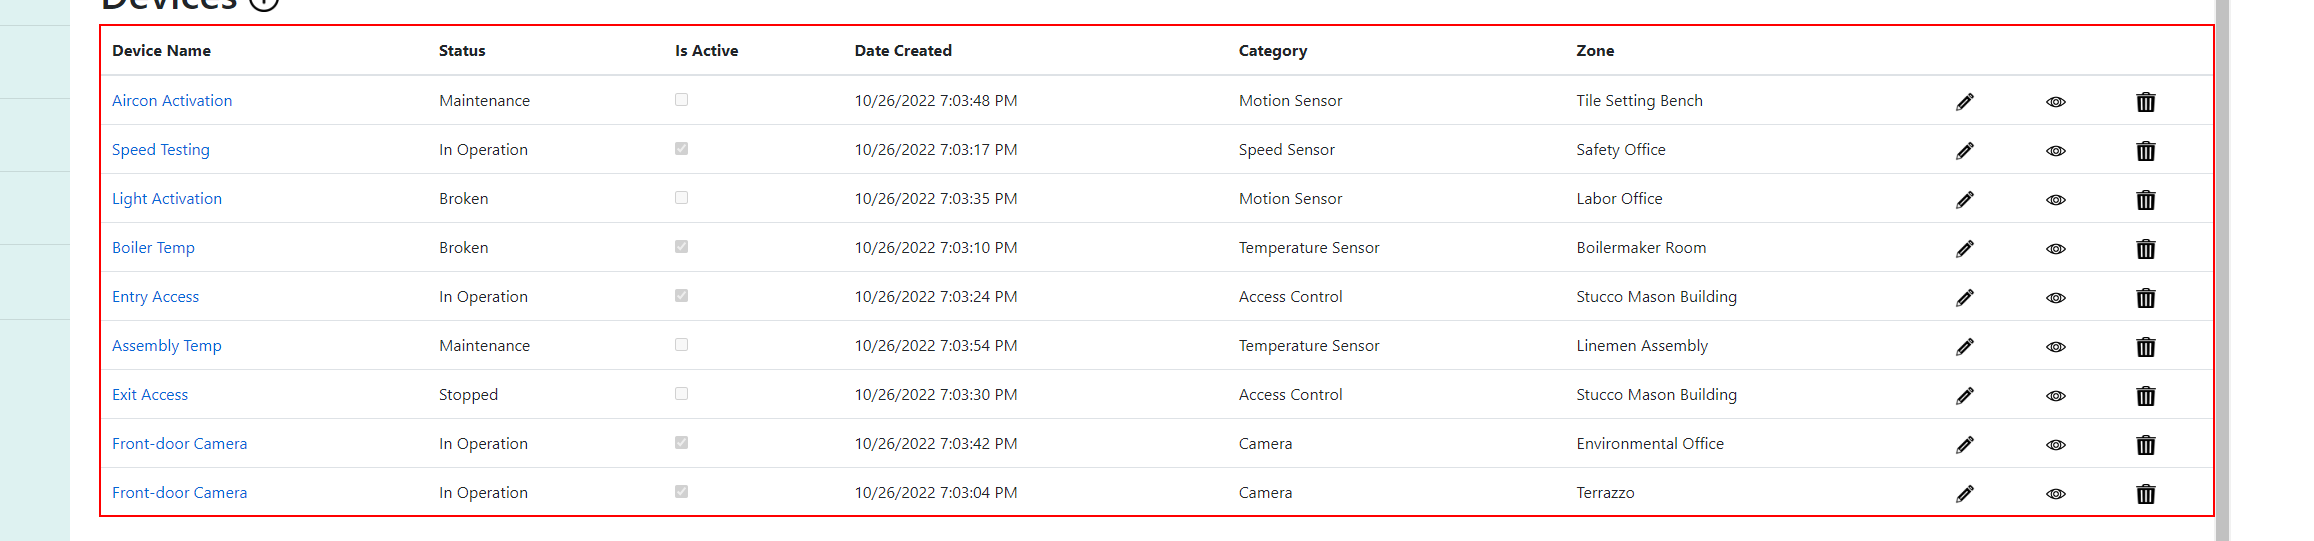 Devices
Device Name Status Is Active Date Created Category Zone
Aircon Activation Maintenance 10/26/2022 7:03:48 PM Motion Sensor Tile Setting Bench
Speed Testing In Operation 10/26/2022 7:03:17 PM Speed Sensor Safety Office
Light Activation Broken 10/26/2022 7:03:35 PM Motion Sensor Labor Office
Boiler Temp Broken 10/26/2022 7:03:10 PM Temperature Sensor Boilermaker Room
Entry Access In Operation 10/26/2022 7:03:24 PM Access Control Stucco Mason Building
Assembly Temp Maintenance 10/26/2022 7:03:54 PM Temperature Sensor Linemen Assembly
Exit Access Stopped 10/26/2022 7:03:30 PM Access Control Stucco Mason Building
Front-door Camera In Operation 10/26/2022 7:03:42 PM Camera Environmental Office
Front-door Camera In Operation 10/26/2022 7:03:04 PM Camera Terrazzo